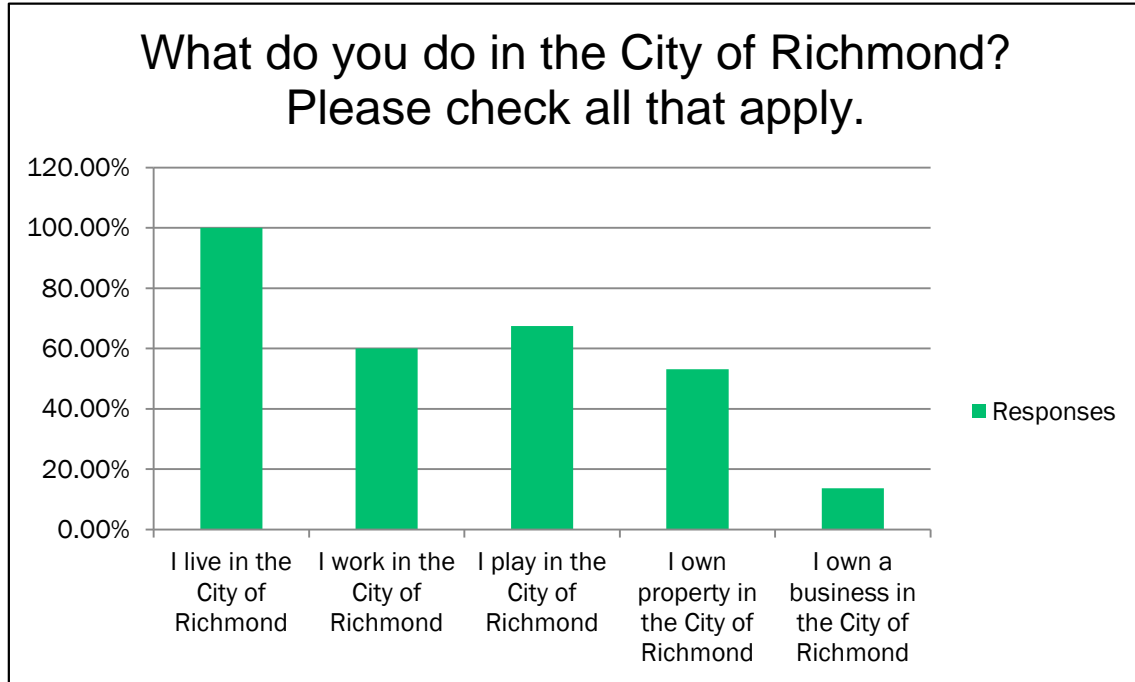 What do you do in the City of Richmond?
Please check all that apply.
120.00%
100.00%
80.00%
60.00%
40.00%
20.00%
0.00%
I live in the
City of
Richmond
I work in the
City of
Richmond
I play in the
City of
Richmond
I own
property in
the City of
Richmond
I own a
business in
the City of
Richmond
Responses